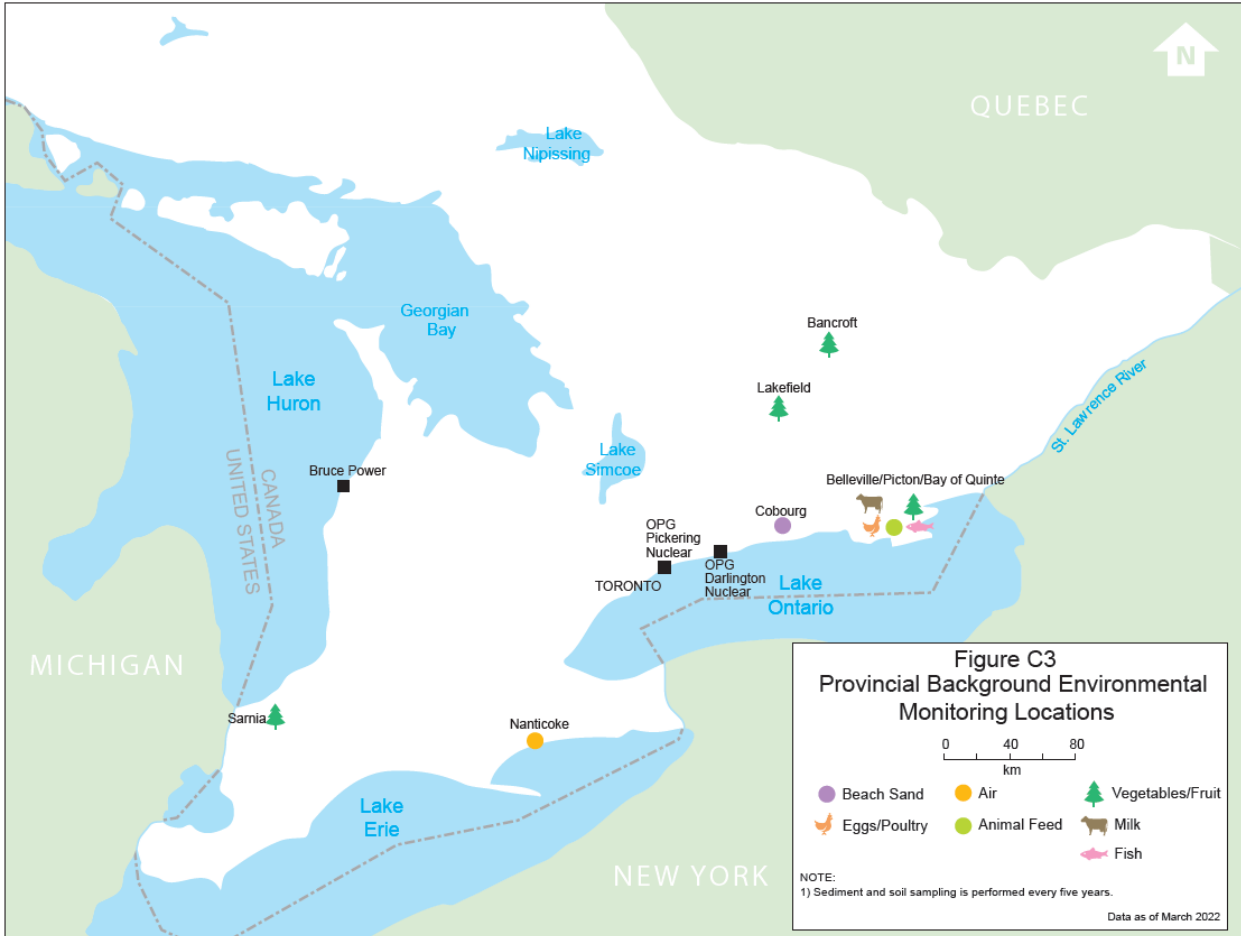 N
QUEBEC
Lake
Nipissing
Georgian
Bay
Bancroft
Lake
Huron
Lakefield
St. Lawrence River
Lake
Simcoe
Bruce Power
Belleville/Picton/Bay of Quinte
CANADA
UNITED STATES
Cobourg
OPG
Pickering
Nuclear
TORONTO
OPG
Darlington
Nuclear
Lake
Ontario
MICHIGAN
Sarnia
Nanticoke
Lake
Erie
NEW YORK
Figure C3
Provincial Background Environmental
Monitoring Locations
0 40 80
km
Beach Sand Air Vegetables/Fruit
Eggs/Poultry Animal Feed Milk
Fish
NOTE:
1) Sediment and soil sampling is performed every five years.
Data as of March 2022